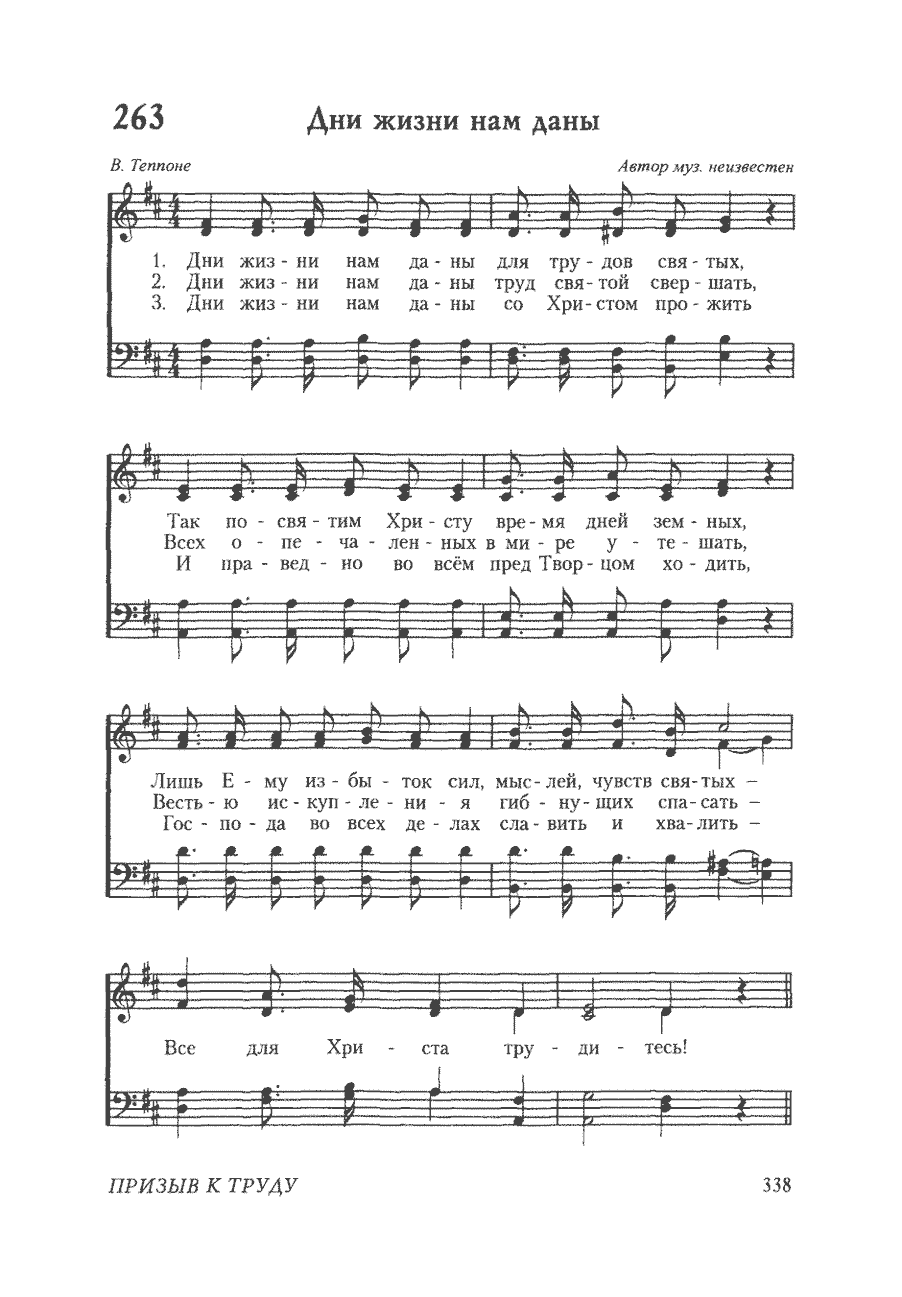 263 Дни жизни нам даны
В. Теппоне Автор муз. неизвестен
1. Дни жиз - ни нам да - ны для тру - дов свя - тых,
2. Дни жиз - ни нам да - ны труд свя - той свер - шать,
3. Дни жиз - ни нам да - ны со Хри - стом про - жить
Так по - свя - тим Хри - сту вре - мя дней зем - ных,
Всех о - пе - ча - лен - ных в ми - ре у - те - шать,
И пра - вед - но во всём пред Твор - цом хо - дить,
Лишь Е - му из - бы - ток сил, мыс - лей, чувств свя - тых –
Весть - ю ис - куп - ле - ни - я гиб - ну - щих спа - сать –
Гос - по - да во всех де - лах сла - вить и хва - лить –
Все для Хри - ста тру - ди - тесь!
ПРИЗЫВ К ТРУДУ 338